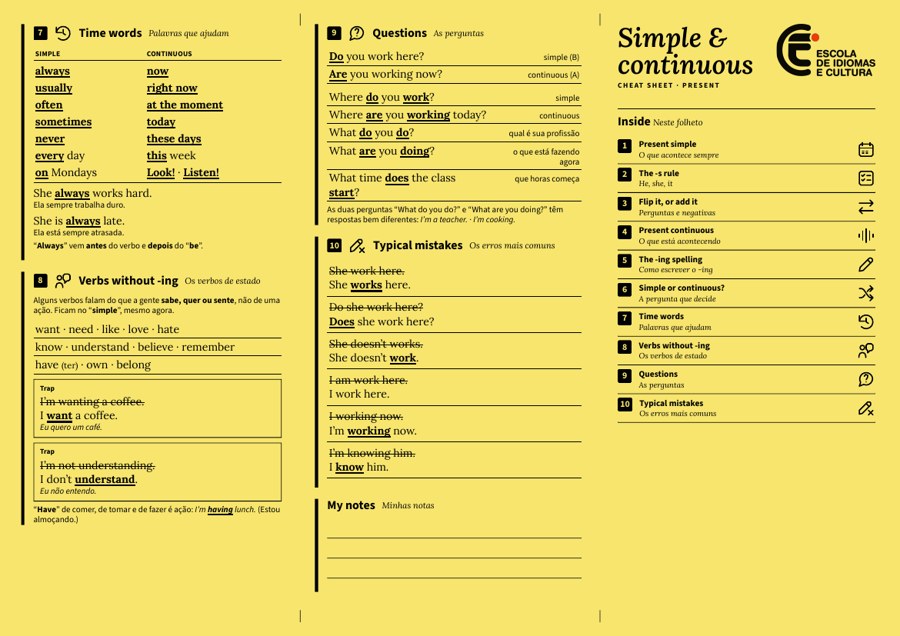 7 Time words Palavras que ajudam
SIMPLE CONTINUOUS
always now
usually right now
often at the moment
sometimes today
never these days
every day this week
on Mondays Look! · Listen!
She always works hard.
Ela sempre trabalha duro.
She is always late.
Ela está sempre atrasada.
“Always” vem antes do verbo e depois do “be”.
8 Verbs without -ing Os verbos de estado
Alguns verbos falam do que a gente sabe, quer ou sente, não de uma
ação. Ficam no “simple”, mesmo agora.
want · need · like · love · hate
know · understand · believe · remember
have (ter) · own · belong
Trap
I’m wanting a coffee.
I want a coffee.
Eu quero um café.
Trap
I’m not understanding.
I don’t understand.
Eu não entendo.
“Have” de comer, de tomar e de fazer é ação: I’m having lunch. (Estou
almoçando.)
9 Questions As perguntas
Do you work here? simple (B)
Are you working now? continuous (A)
Where do you work? simple
Where are you working today? continuous
What do you do? qual é sua profissão
What are you doing? o que está fazendo
agora
What time does the class que horas começa
start?
As duas perguntas “What do you do?” e “What are you doing?” têm
respostas bem diferentes: I’m a teacher. · I’m cooking.
10 Typical mistakes Os erros mais comuns
She work here.
She works here.
Do she work here?
Does she work here?
She doesn’t works.
She doesn’t work.
I am work here.
I work here.
I working now.
I’m working now.
I’m knowing him.
I know him.
My notes Minhas notas
Simple &
continuous
CHEAT SHEET · PRESENT
ESCOLA
DE IDIOMAS
E CULTURA
Inside Neste folheto
1 Present simple
O que acontece sempre
2 The -s rule
He, she, it
3 Flip it, or add it
Perguntas e negativas
4 Present continuous
O que está acontecendo
5 The -ing spelling
Como escrever o -ing
6 Simple or continuous?
A pergunta que decide
7 Time words
Palavras que ajudam
8 Verbs without -ing
Os verbos de estado
9 Questions
As perguntas
10 Typical mistakes
Os erros mais comuns